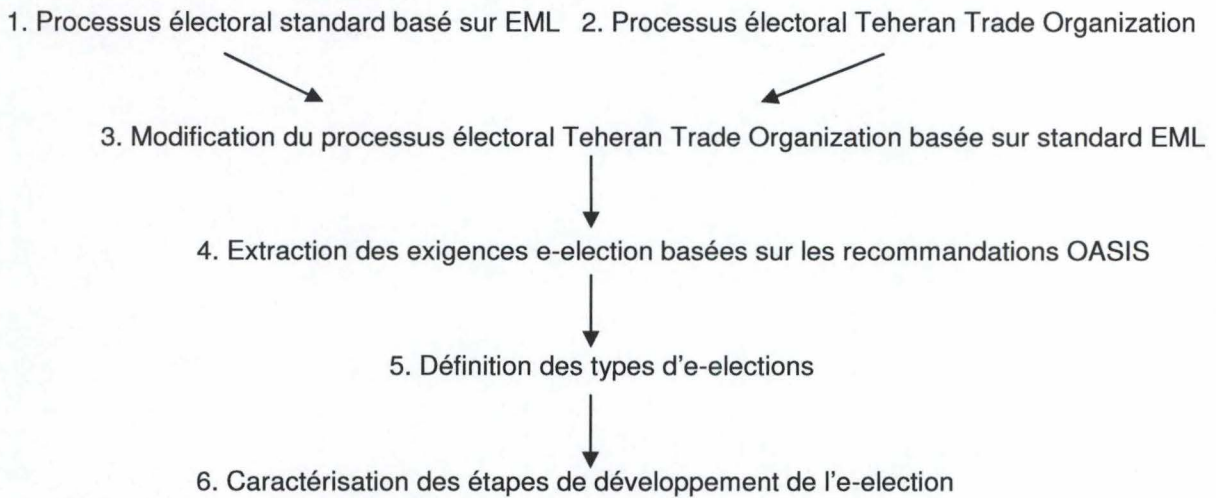 1. Processus électoral standard basé sur EML 2. Processus électoral Teheran Trade Organization
3. Modification du processus électoral Teheran Trade Organization basée sur standard EML
4. Extraction des exigences e-election basées sur les recommandations OASIS
5. Définition des types d'e-elections
6. Caractérisation des étapes de développement de l'e-election